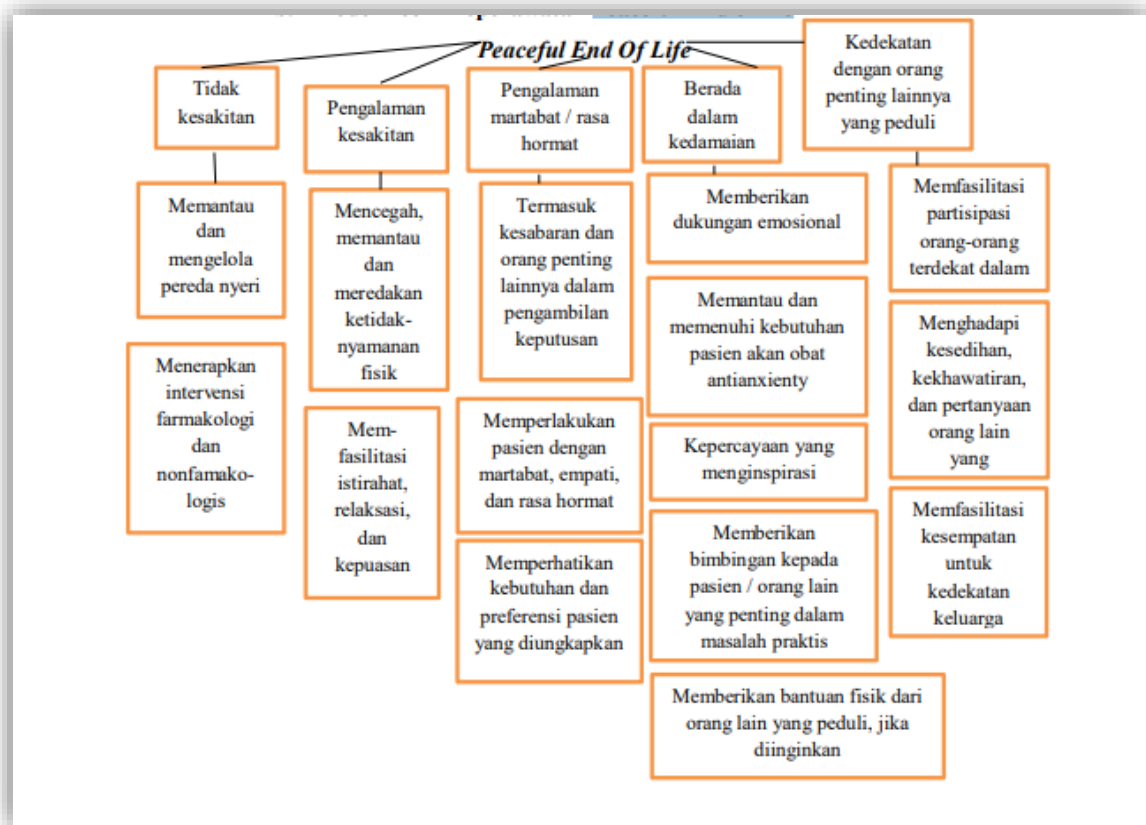 Peaceful End Of Life
Tidak
kesakitan
Memantau
dan
mengelola
pereda nyeri
Menerapkan
intervensi
farmakologi
dan
nonfamako-
logis
Pengalaman
kesakitan
Mencegah,
memantau
dan
meredakan
ketidak-
nyamanan
fisik
Mem-
fasilitasi
istirahat,
relaksasi,
dan
kepuasan
Pengalaman
martabat / rasa
hormat
Termasuk
kesabaran dan
orang penting
lainnya dalam
pengambilan
keputusan
Memperlakukan
pasien dengan
martabat, empati,
dan rasa hormat
Memperhatikan
kebutuhan dan
preferensi pasien
yang diungkapkan
Berada
dalam
kedamaian
Memberikan
dukungan emosional
Memantau dan
memenuhi kebutuhan
pasien akan obat
antianxienty
Kepercayaan yang
menginspirasi
Memberikan
bimbingan kepada
pasien / orang lain
yang penting dalam
masalah praktis
Memberikan bantuan fisik dari
orang lain yang peduli, jika
diinginkan
Kedekatan
dengan orang
penting lainnya
yang peduli
Memfasilitasi
partisipasi
orang-orang
terdekat dalam
Menghadapi
kesedihan,
kekhawatiran,
dan pertanyaan
orang lain
yang
Memfasilitasi
kesempatan
untuk
kedekatan
keluarga